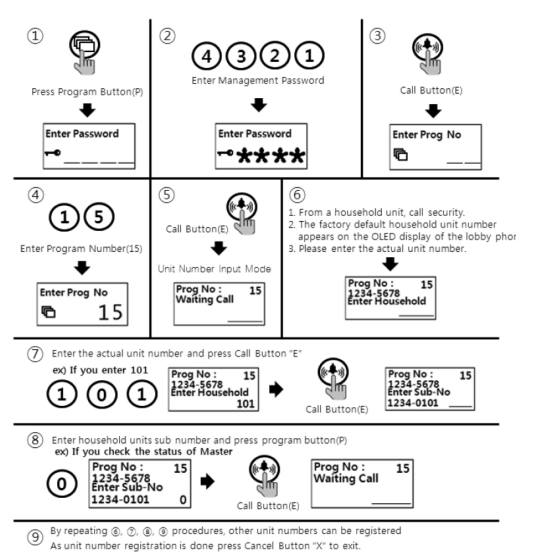 ①
Press Program Button(P)
Enter Password
②
4 3 2 1
Enter Management Password
Enter Password
****
③
Call Button(E)
Enter Prog No
④
1 5
Enter Program Number(15)
Enter Prog No
15
⑤
Call Button(E)
Unit Number Input Mode
Prog No : 15
Waiting Call
⑥
1. From a household unit, call security.
2. The factory default household unit number
appears on the OLED display of the lobby phor
3. Please enter the actual unit number.
Prog No : 15
1234-5678
Enter Household
⑦ Enter the actual unit number and press Call Button "E"
ex) If you enter 101
1 0 1
Prog No : 15
1234-5678
Enter Household
101
Call Button(E)
Prog No : 15
1234-5678
Enter Sub-No
1234-0101
⑧ Enter household units sub number and press program button(P)
ex) If you check the status of Master
0
Prog No : 15
1234-5678
Enter Sub-No
1234-0101 0
Call Button(E)
Prog No : 15
Waiting Call
⑨ By repeating ⑥, ⑦, ⑧, ⑨ procedures, other unit numbers can be registered
As unit number registration is done press Cancel Button "X" to exit.